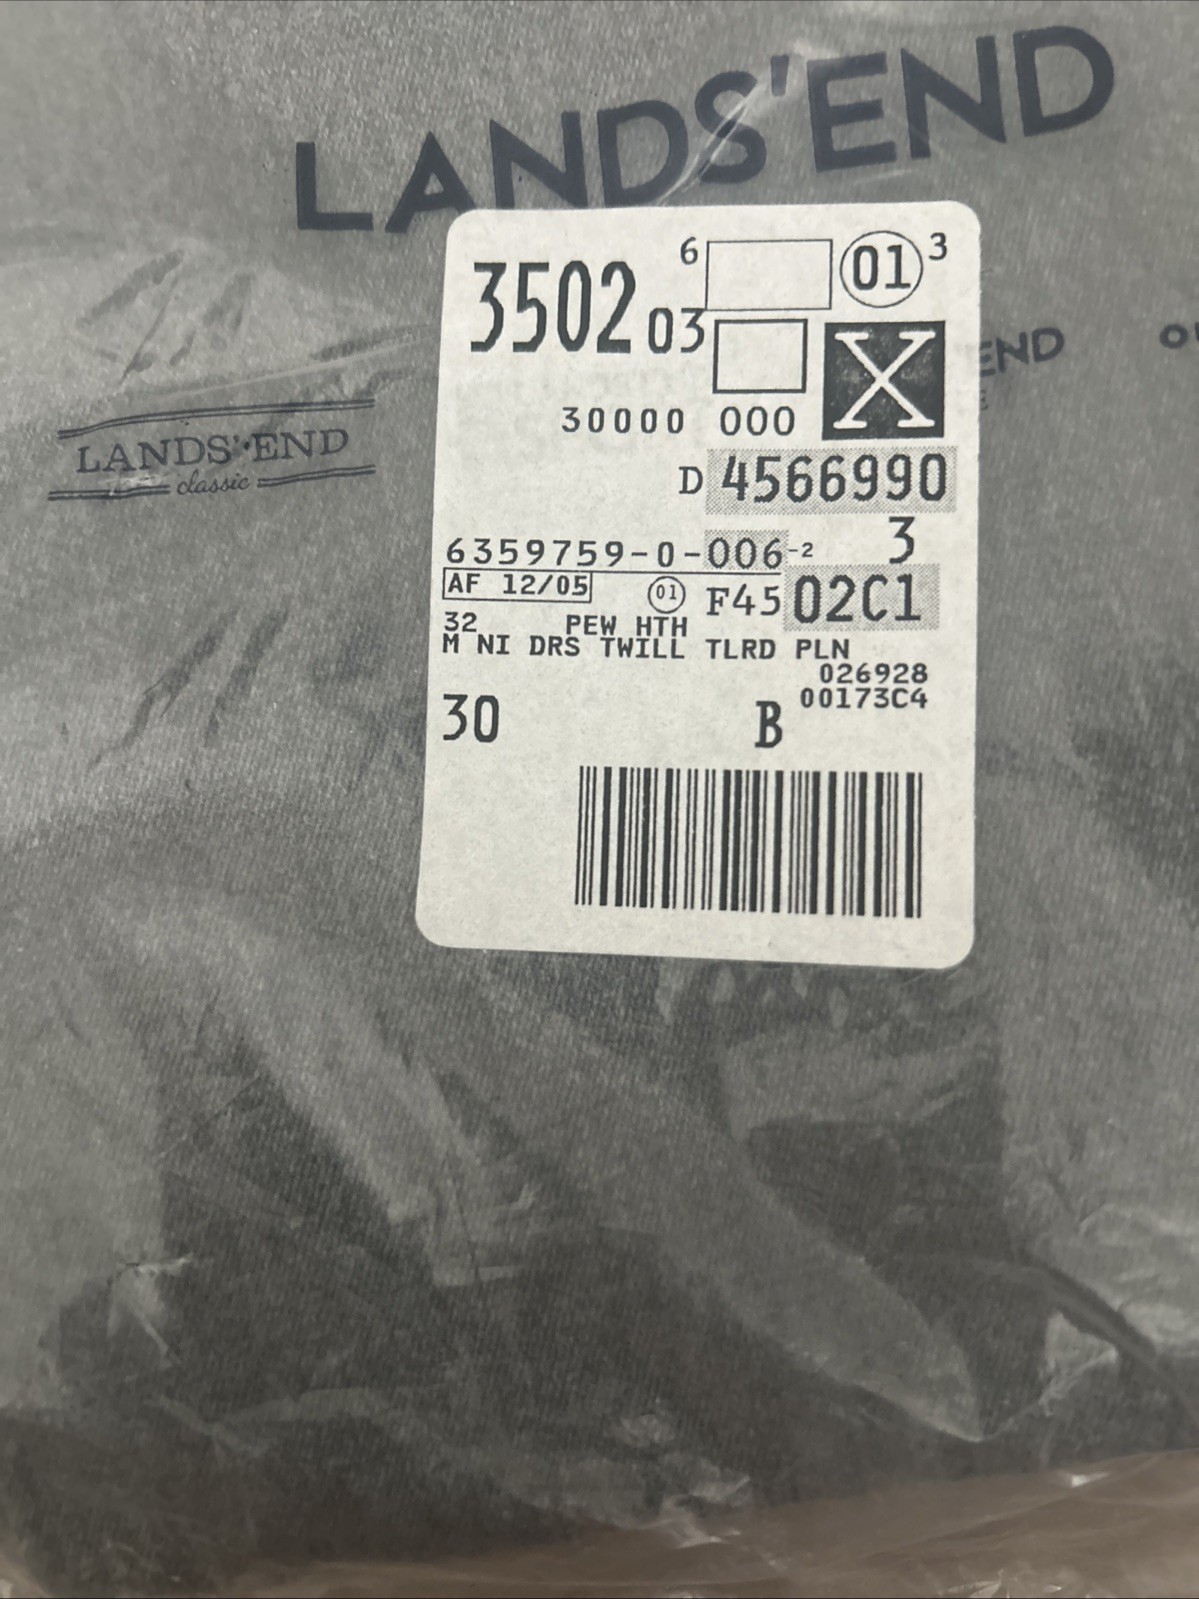 LANDS'END
6
01
3
3502 03
X
END
LANDS'END
classic
30000 000
D 4566990
3
6359759-0-006-2
AF 12/05 01 F45 02C1
32 PEW HTH
M NI DRS TWILL TLRD PLN
026928
00173C4
30 B